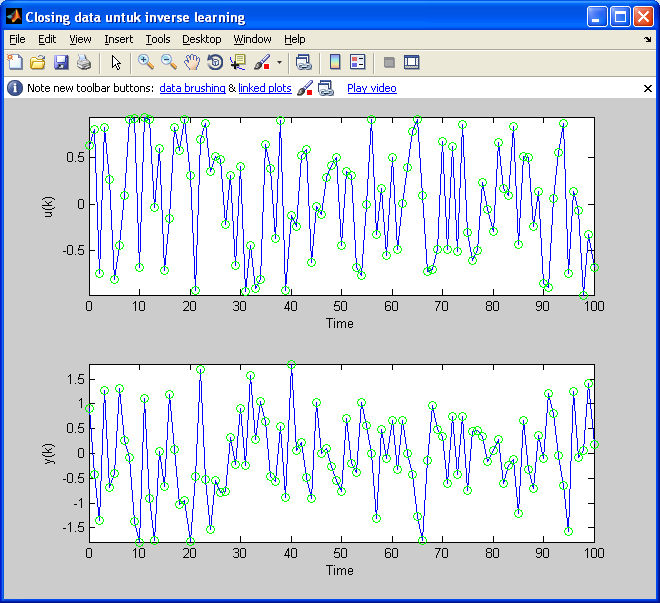 Closing data untuk inverse learning
File Edit View Insert Tools Desktop Window Help
Note new toolbar buttons: data brushing & linked plots Play video
0.5
0
-0.5
u(k)
0 10 20 30 40 50 60 70 80 90 100
Time
1.5
1
0.5
0
-0.5
-1
-1.5
y(k)
0 10 20 30 40 50 60 70 80 90 100
Time